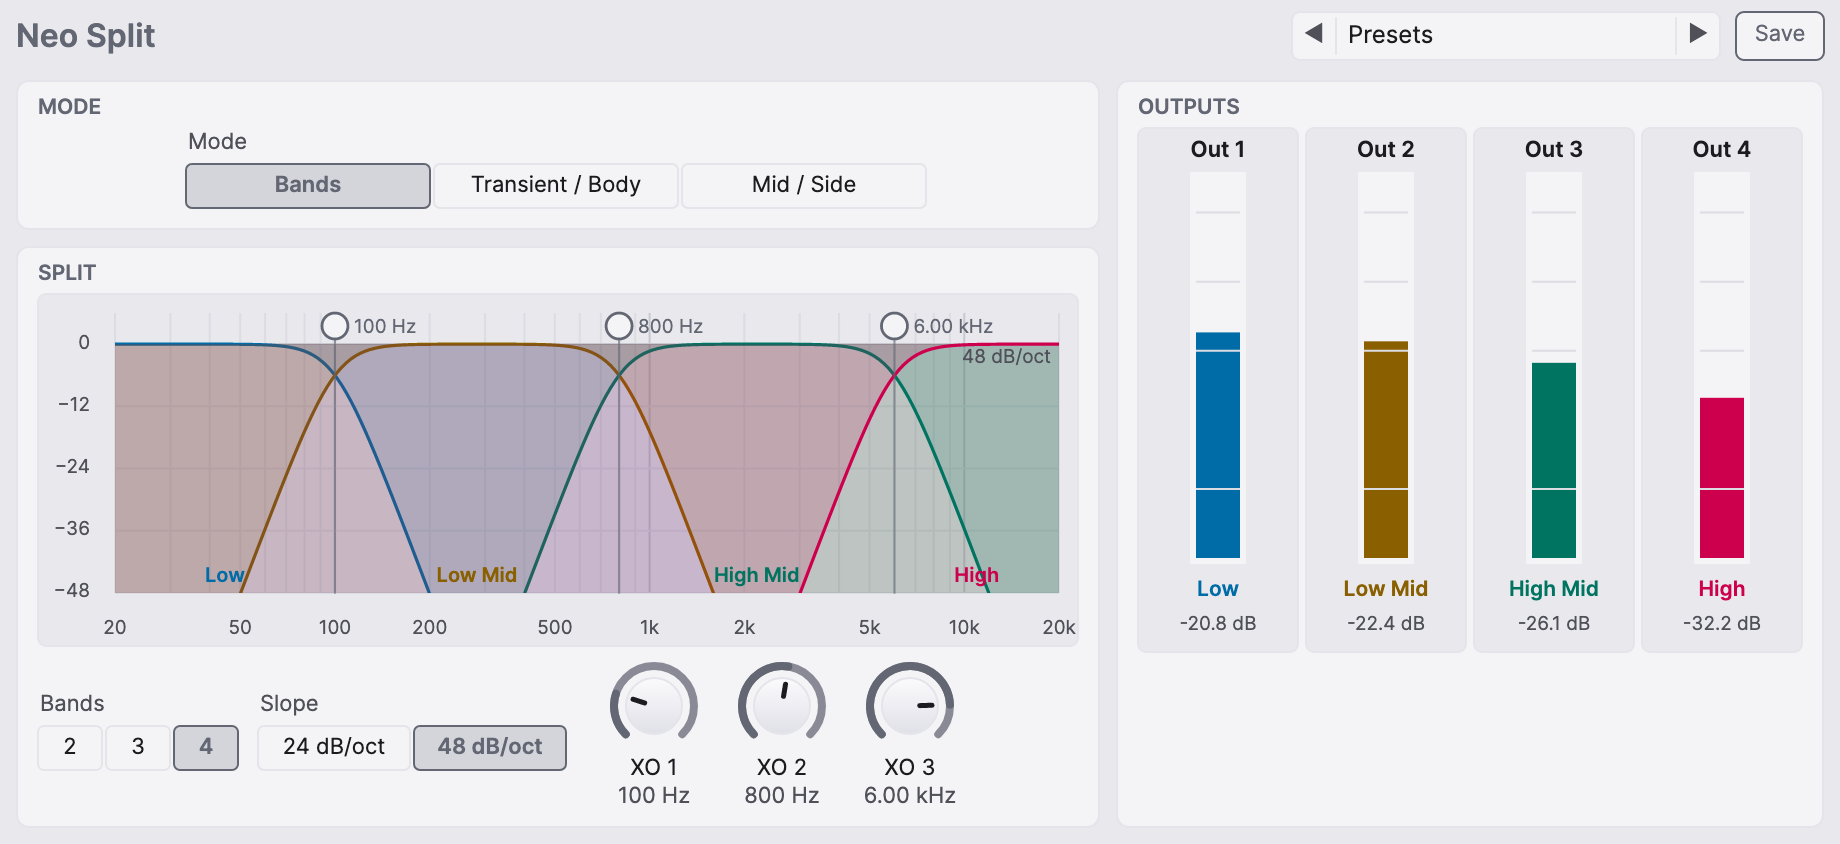 Neo Split
Presets
Save
MODE
Mode
Bands
Transient / Body
Mid / Side
SPLIT
100 Hz
800 Hz
6.00 kHz
48 dB/oct
0
−12
−24
−36
−48
Low
Low Mid
High Mid
High
20
50
100
200
500
1k
2k
5k
10k
20k
Bands
2
3
4
Slope
24 dB/oct
48 dB/oct
XO 1
100 Hz
XO 2
800 Hz
XO 3
6.00 kHz
OUTPUTS
Out 1
Low
-20.8 dB
Out 2
Low Mid
-22.4 dB
Out 3
High Mid
-26.1 dB
Out 4
High
-32.2 dB